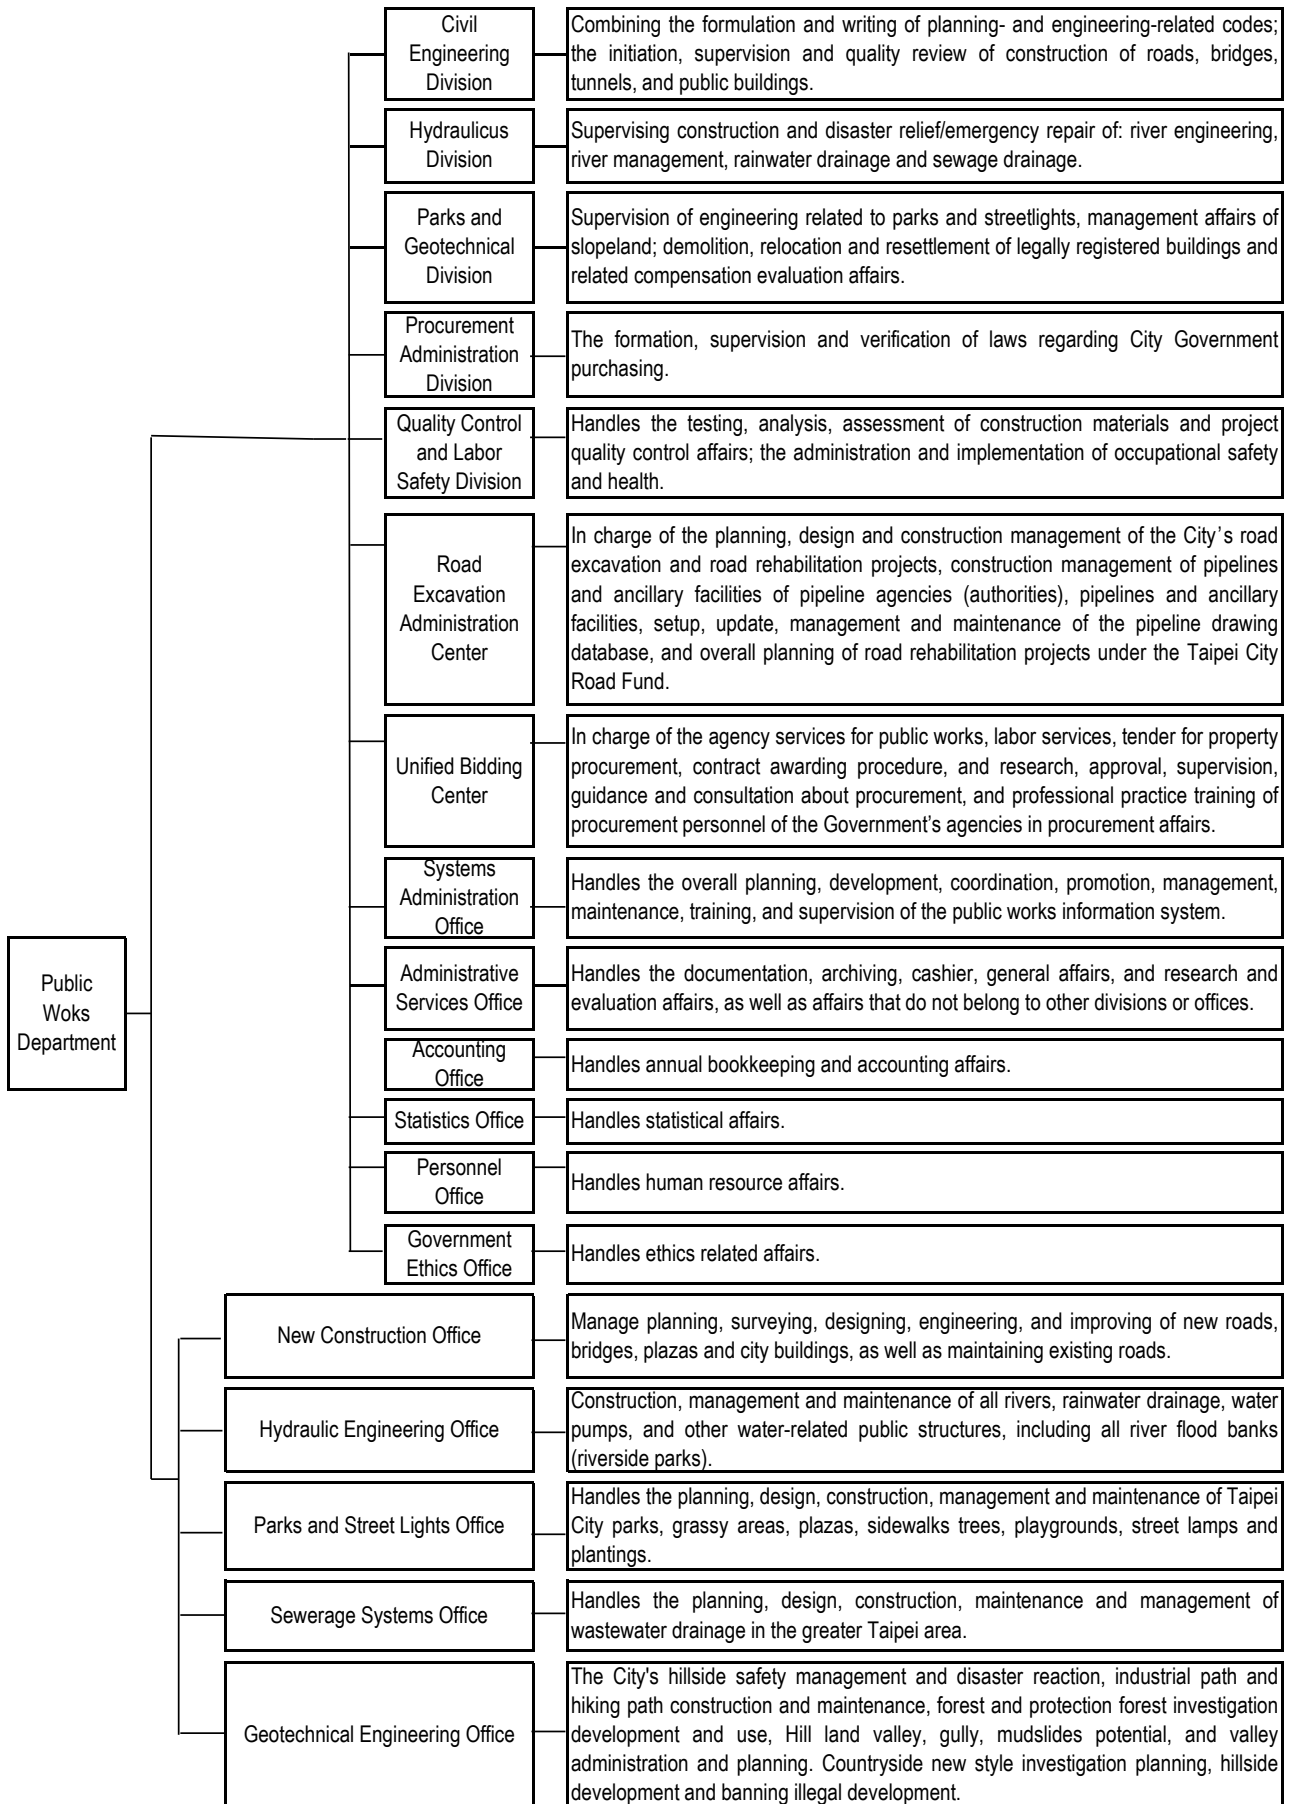 Civil
Engineering
Division
Combining the formulation and writing of planning- and engineering-related codes;
the initiation, supervision and quality review of construction of roads, bridges,
tunnels, and public buildings.
Hydraulicus
Division
Supervising construction and disaster relief/emergency repair of: river engineering,
river management, rainwater drainage and sewage drainage.
Parks and
Geotechnical
Division
Supervision of engineering related to parks and streetlights, management affairs of
slopeland; demolition, relocation and resettlement of legally registered buildings and
related compensation evaluation affairs.
Procurement
Administration
Division
The formation, supervision and verification of laws regarding City Government
purchasing.
Quality Control
and Labor
Safety Division
Handles the testing, analysis, assessment of construction materials and project
quality control affairs; the administration and implementation of occupational safety
and health.
Road
Excavation
Administration
Center
In charge of the planning, design and construction management of the City's road
excavation and road rehabilitation projects, construction management of pipelines
and ancillary facilities of pipeline agencies (authorities), pipelines and ancillary
facilities, setup, update, management and maintenance of the pipeline drawing
database, and overall planning of road rehabilitation projects under the Taipei City
Road Fund.
Unified Bidding
Center
In charge of the agency services for public works, labor services, tender for property
procurement, contract awarding procedure, and research, approval, supervision,
guidance and consultation about procurement, and professional practice training of
procurement personnel of the Government's agencies in procurement affairs.
Systems
Administration
Office
Handles the overall planning, development, coordination, promotion, management,
maintenance, training, and supervision of the public works information system.
Public
Woks
Department
Administrative
Services Office
Handles the documentation, archiving, cashier, general affairs, and research and
evaluation affairs, as well as affairs that do not belong to other divisions or offices.
Accounting
Office
Handles annual bookkeeping and accounting affairs.
Statistics Office
Handles statistical affairs.
Personnel
Office
Handles human resource affairs.
Government
Ethics Office
Handles ethics related affairs.
New Construction Office
Manage planning, surveying, designing, engineering, and improving of new roads,
bridges, plazas and city buildings, as well as maintaining existing roads.
Hydraulic Engineering Office
Construction, management and maintenance of all rivers, rainwater drainage, water
pumps, and other water-related public structures, including all river flood banks
(riverside parks).
Parks and Street Lights Office
Handles the planning, design, construction, management and maintenance of Taipei
City parks, grassy areas, plazas, sidewalks trees, playgrounds, street lamps and
plantings.
Sewerage Systems Office
Handles the planning, design, construction, maintenance and management of
wastewater drainage in the greater Taipei area.
Geotechnical Engineering Office
The City's hillside safety management and disaster reaction, industrial path and
hiking path construction and maintenance, forest and protection forest investigation
development and use, Hill land valley, gully, mudslides potential, and valley
administration and planning. Countryside new style investigation planning, hillside
development and banning illegal development.